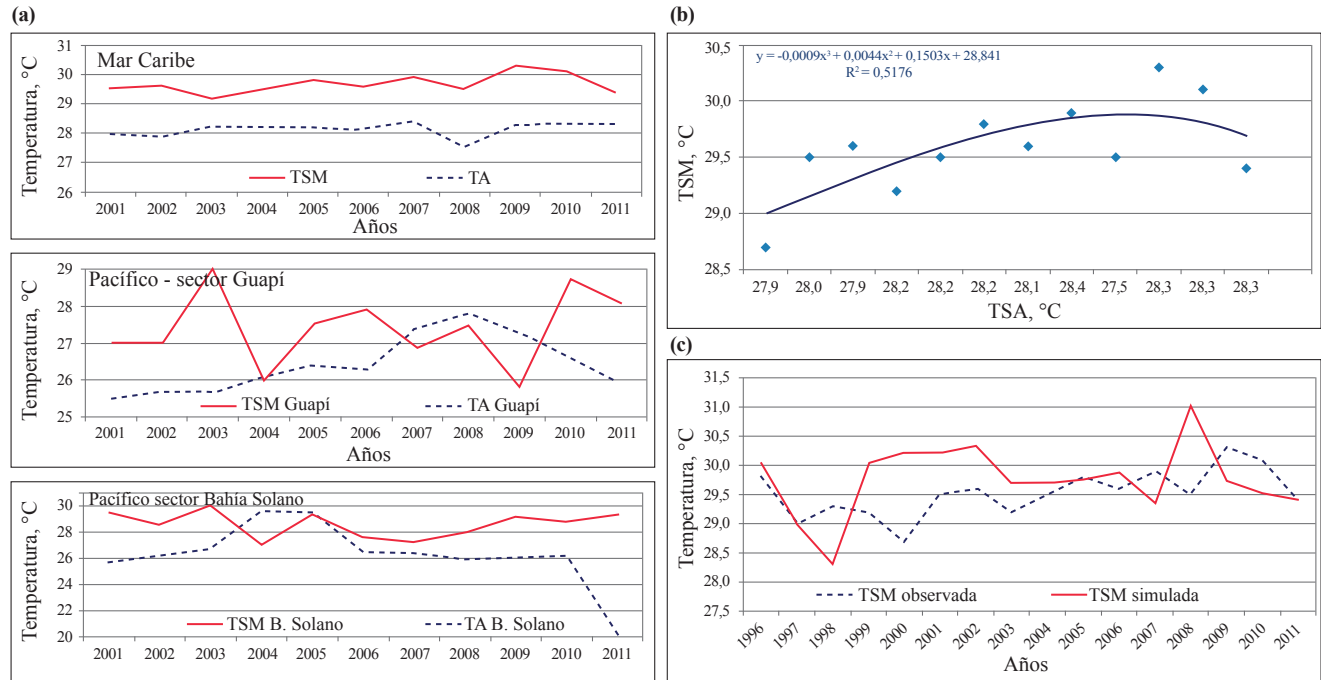 (a)
Mar Caribe
Temperatura, °C
31
30
29
28
27
26
TSM
TA
2001 2002 2003 2004 2005 2006 2007 2008 2009 2010 2011
Años
Pacífico - sector Guapí
Temperatura, °C
29
28
27
26
25
TSM Guapí
TA Guapí
2001 2002 2003 2004 2005 2006 2007 2008 2009 2010 2011
Años
Pacífico sector Bahía Solano
Temperatura, °C
30
28
26
24
22
20
TSM B. Solano
TA B. Solano
2001 2002 2003 2004 2005 2006 2007 2008 2009 2010 2011
(b)
y = -0,0009x³ + 0,0044x² + 0,1503x + 28,841
R² = 0,5176
TSM, °C
30,5
30,0
29,5
29,0
28,5
27,9 28,0 27,9 28,2 28,2 28,2 28,1 28,4 27,5 28,3 28,3 28,3
TSA, °C
(c)
Temperatura, °C
31,5
31,0
30,5
30,0
29,5
29,0
28,5
28,0
27,5
TSM observada
TSM simulada
1996 1997 1998 1999 2000 2001 2002 2003 2004 2005 2006 2007 2008 2009 2010 2011
Años